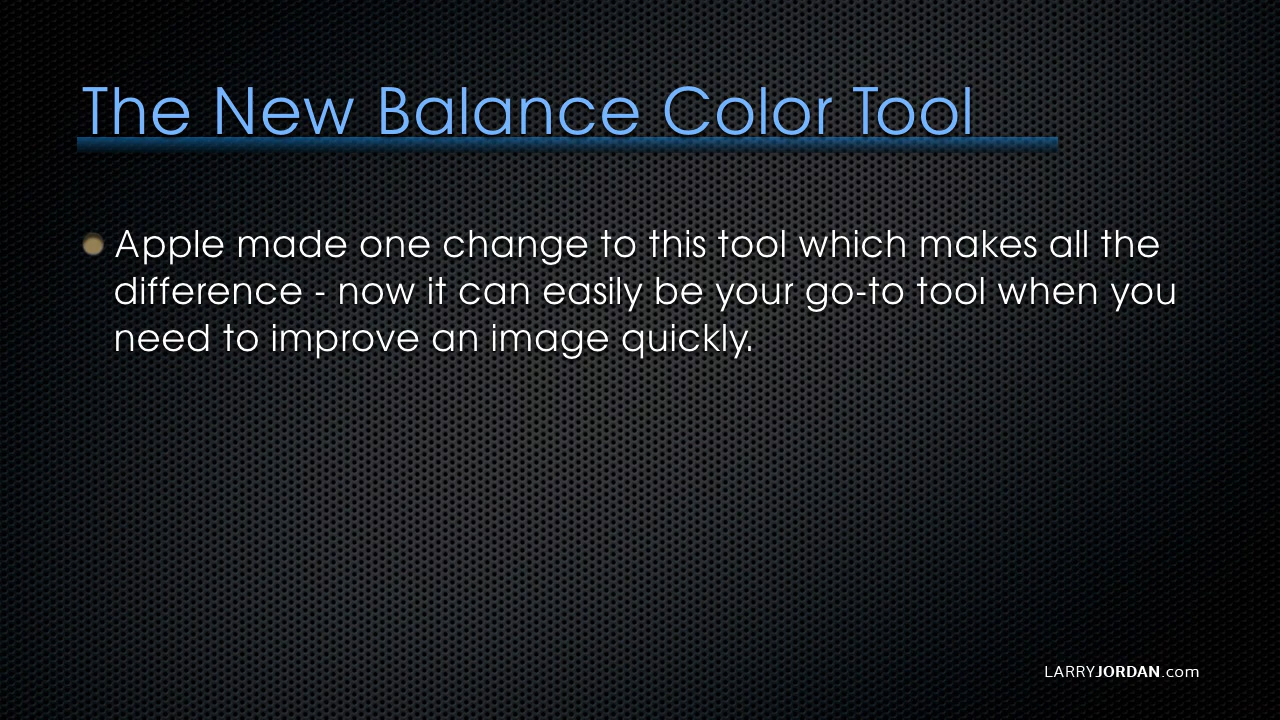 The New Balance Color Tool
Apple made one change to this tool which makes all the
difference - now it can easily be your go-to tool when you
need to improve an image quickly.
LARRYJORDAN.com